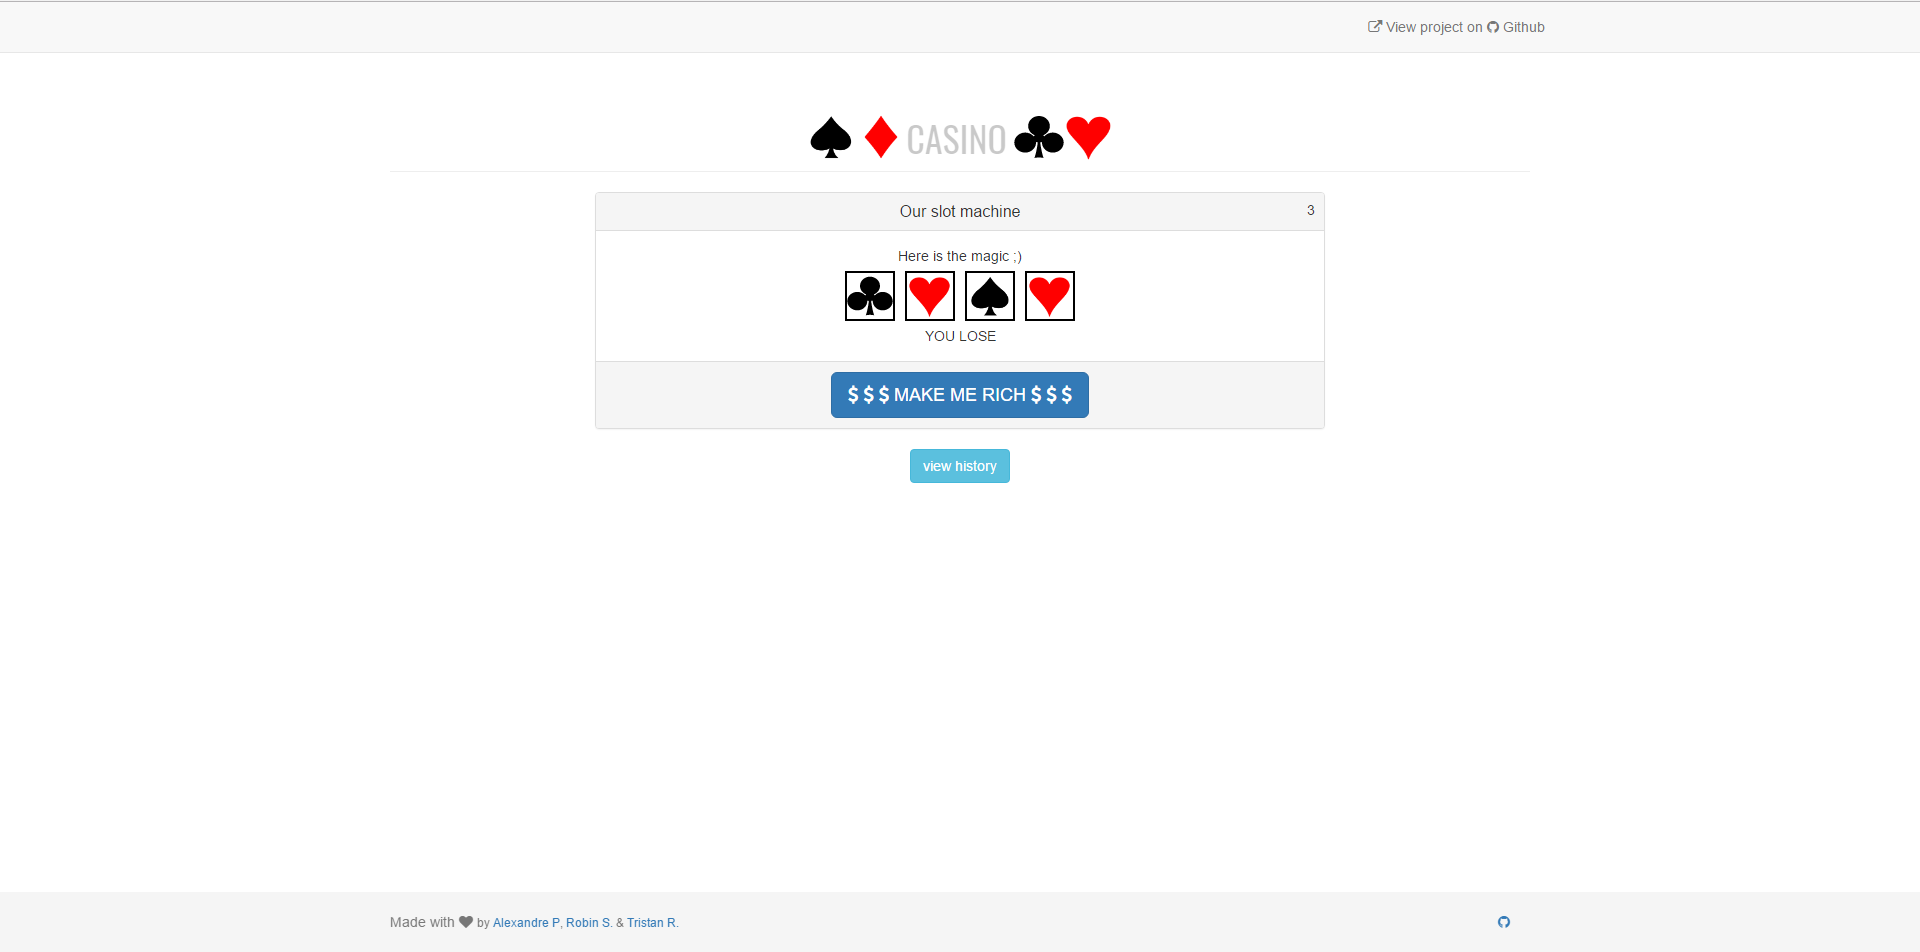 View project on Github
CASINO
Our slot machine 3
Here is the magic ;)
YOU LOSE
$ $ $ MAKE ME RICH $ $ $
view history
Made with by Alexandre P, Robin S. & Tristan R.